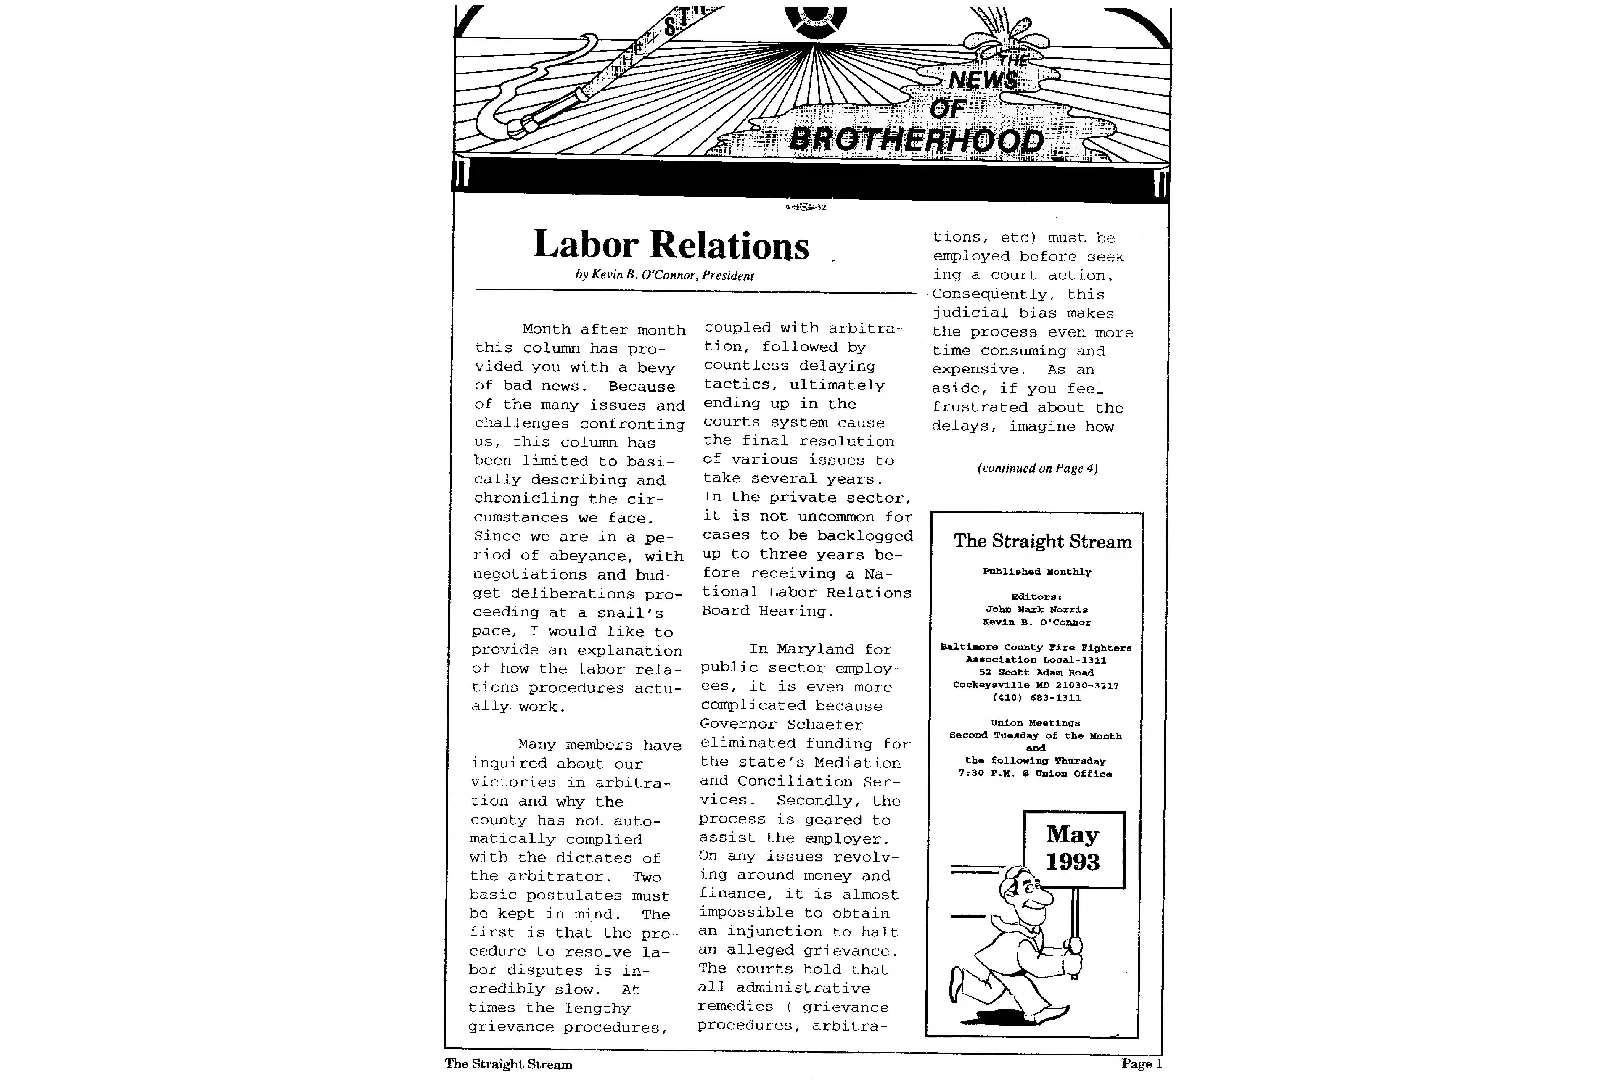 THE ST
THE
NEWS
OF
BROTHERHOOD
Labor Relations
by Kevin B. O'Connor, President
Month after month
this column has pro-
vided you with a bevy
of bad news. Because
of the many issues and
challenges confronting
us, this column has
been limited to basi-
cally describing and
chronicling the cir-
cumstances we face.
Since we are in a pe-
riod of abeyance, with
negotiations and bud-
get deliberations pro-
ceeding at a snail's
pace, I would like to
provide an explanation
of how the labor rela-
tions procedures actu-
ally work.
Many members have
inquired about our
victories in arbitra-
tion and why the
county has not auto-
matically complied
with the dictates of
the arbitrator. Two
basic postulates must
be kept in mind. The
first is that the pro-
cedure to resolve la-
bor disputes is in-
credibly slow. At
times the lengthy
grievance procedures,
coupled with arbitra-
tion, followed by
countless delaying
tactics, ultimately
ending up in the
courts system cause
the final resolution
of various issues to
take several years.
In the private sector,
it is not uncommon for
cases to be backlogged
up to three years be-
fore receiving a Na-
tional Labor Relations
Board Hearing.
In Maryland for
public sector employ-
ees, it is even more
complicated because
Governor Schaefer
eliminated funding for
the state's Mediation
and Conciliation Ser-
vices. Secondly, the
process is geared to
assist the employer.
On any issues revolv-
ing around money and
finance, it is almost
impossible to obtain
an injunction to halt
an alleged grievance.
The courts hold that
all administrative
remedies ( grievance
procedures, arbitra-
tions, etc) must be
employed before seek
ing a court action.
Consequently, this
judicial bias makes
the process even more
time consuming and
expensive. As an
aside, if you feel
frustrated about the
delays, imagine how
(continued on Page 4)
The Straight Stream
Published Monthly
Editors:
John Mark Norris
Kevin B. O'Connor
Baltimore County Fire Fighters
Association Local-1311
52 Scott Adam Road
Cockeysville MD 21030-3217
(410) 683-1311
Union Meetings
Second Tuesday of the Month
and
the following Thursday
7:30 P.M. @ Union Office
May
1993
The Straight Stream
Page 1